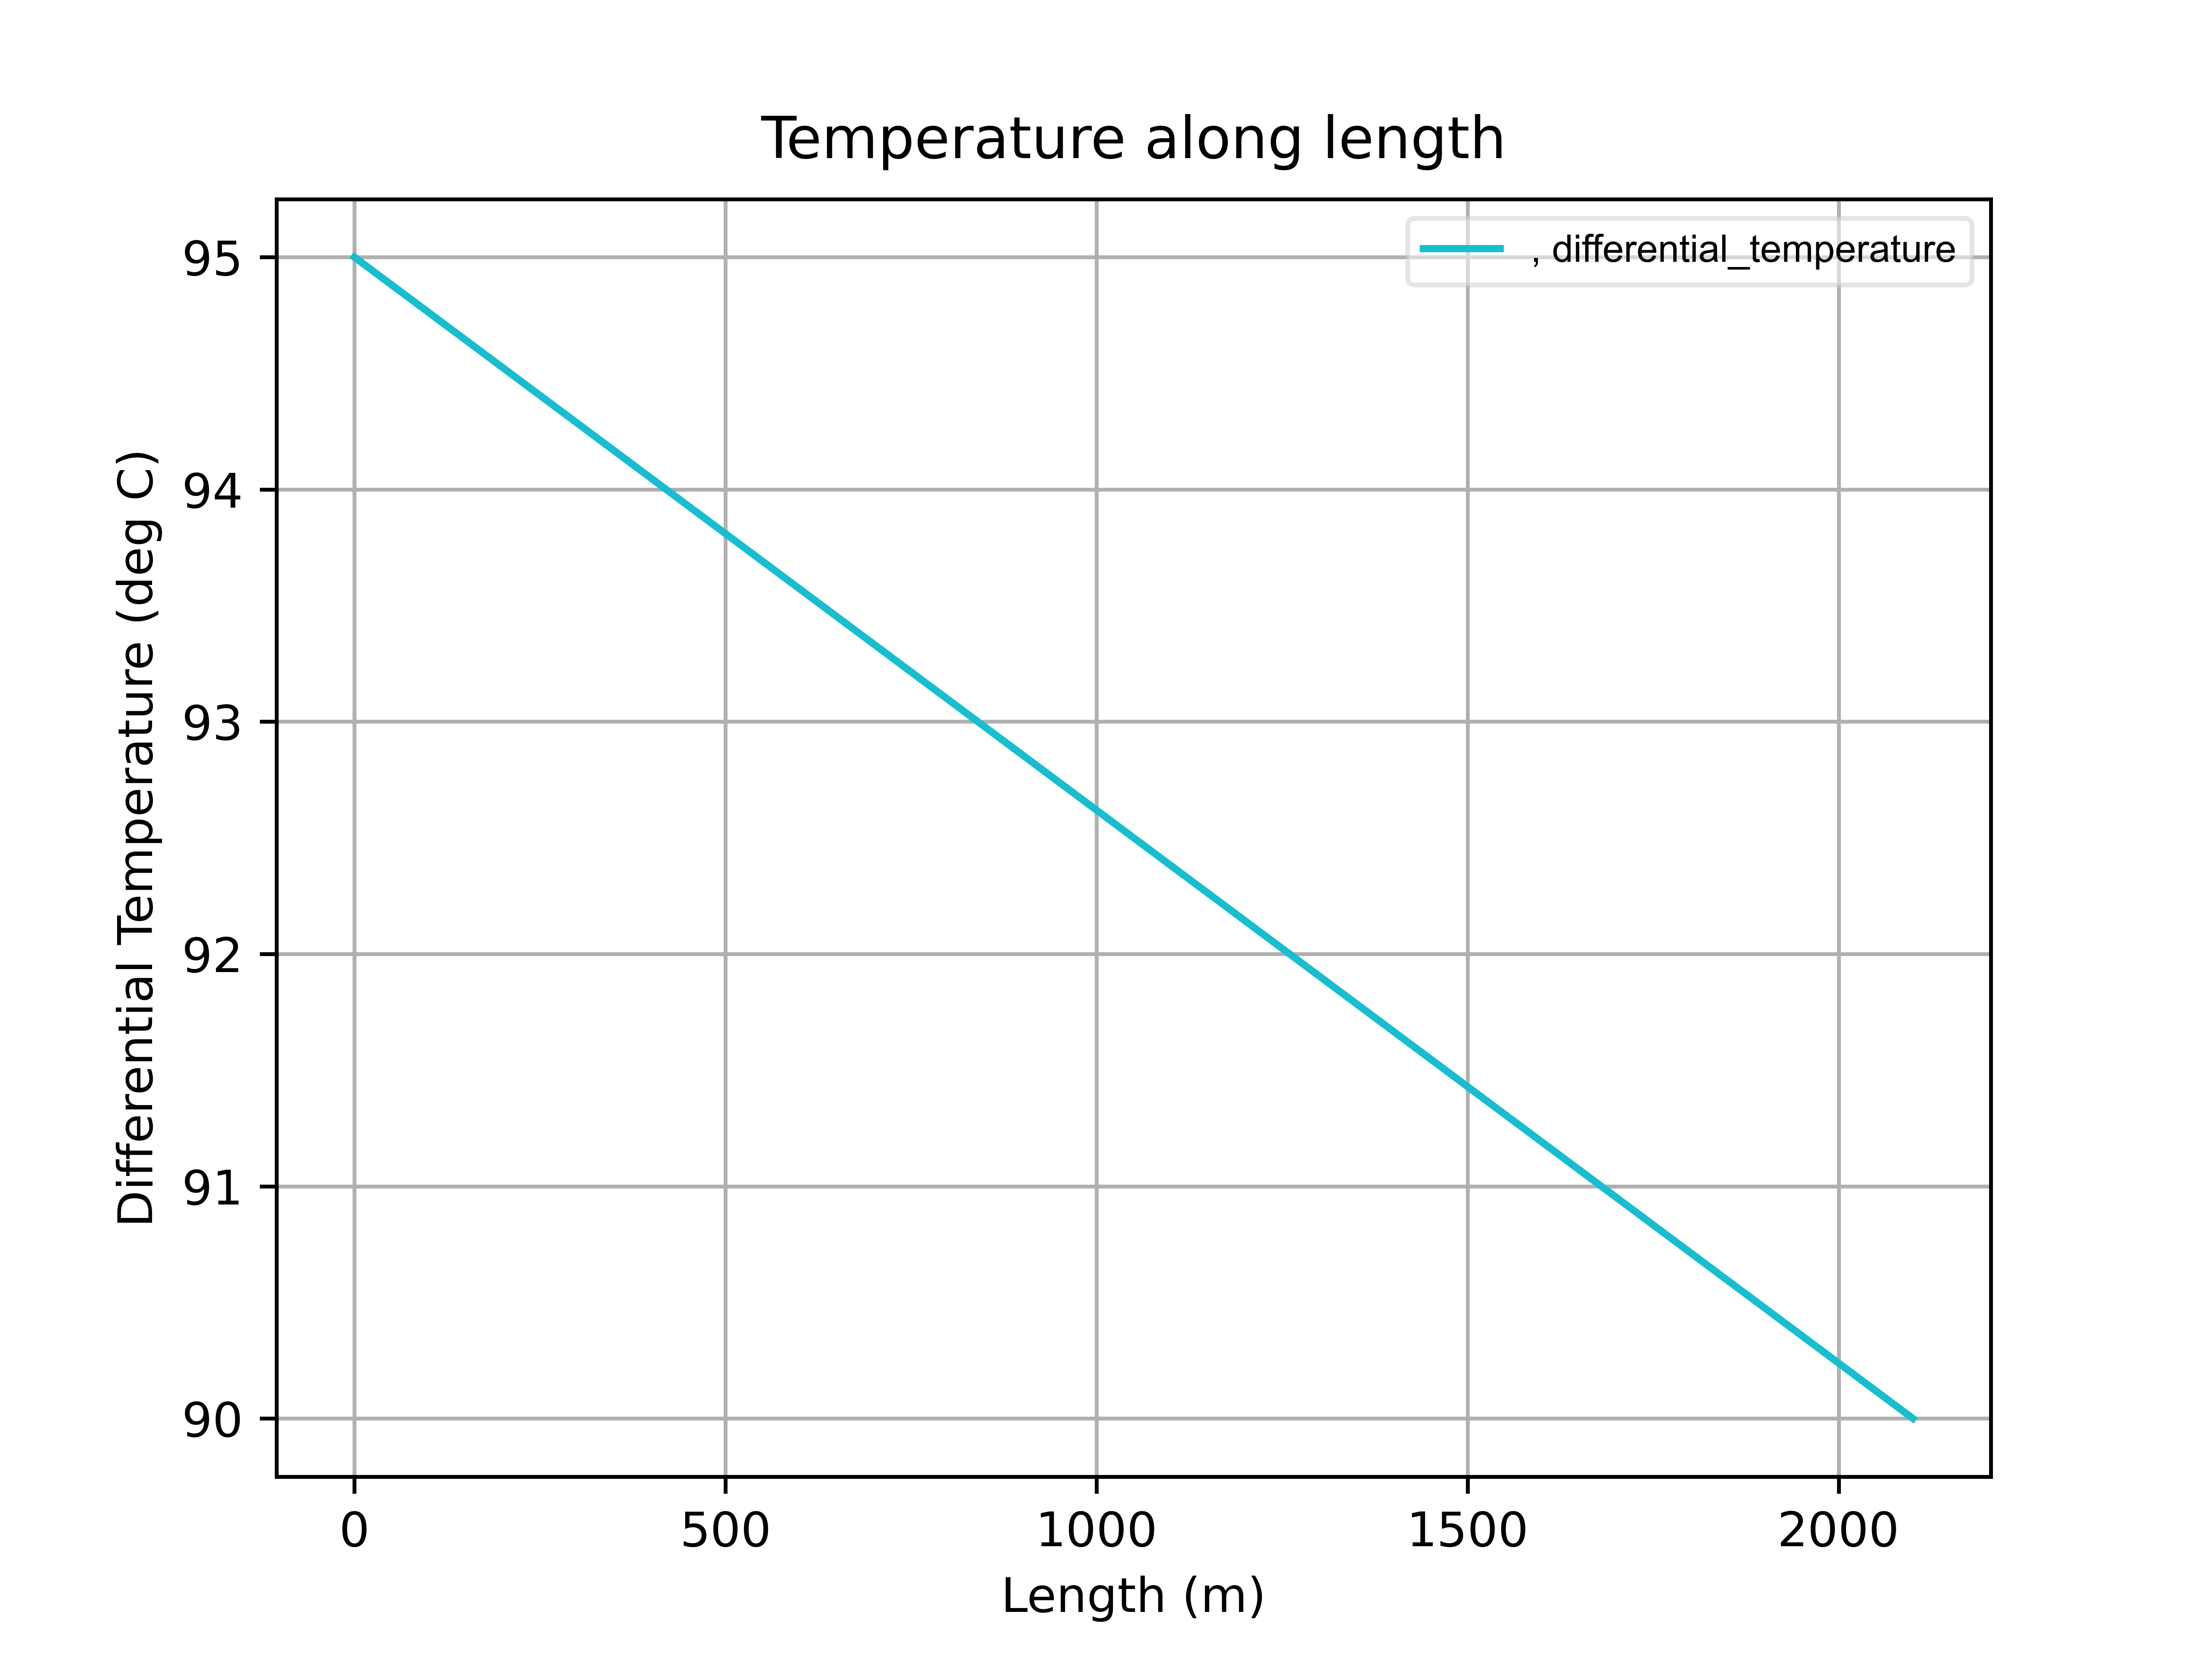 Temperature along length
, differential_temperature
Differential Temperature (deg C)
95
94
93
92
91
90
0 500 1000 1500 2000
Length (m)